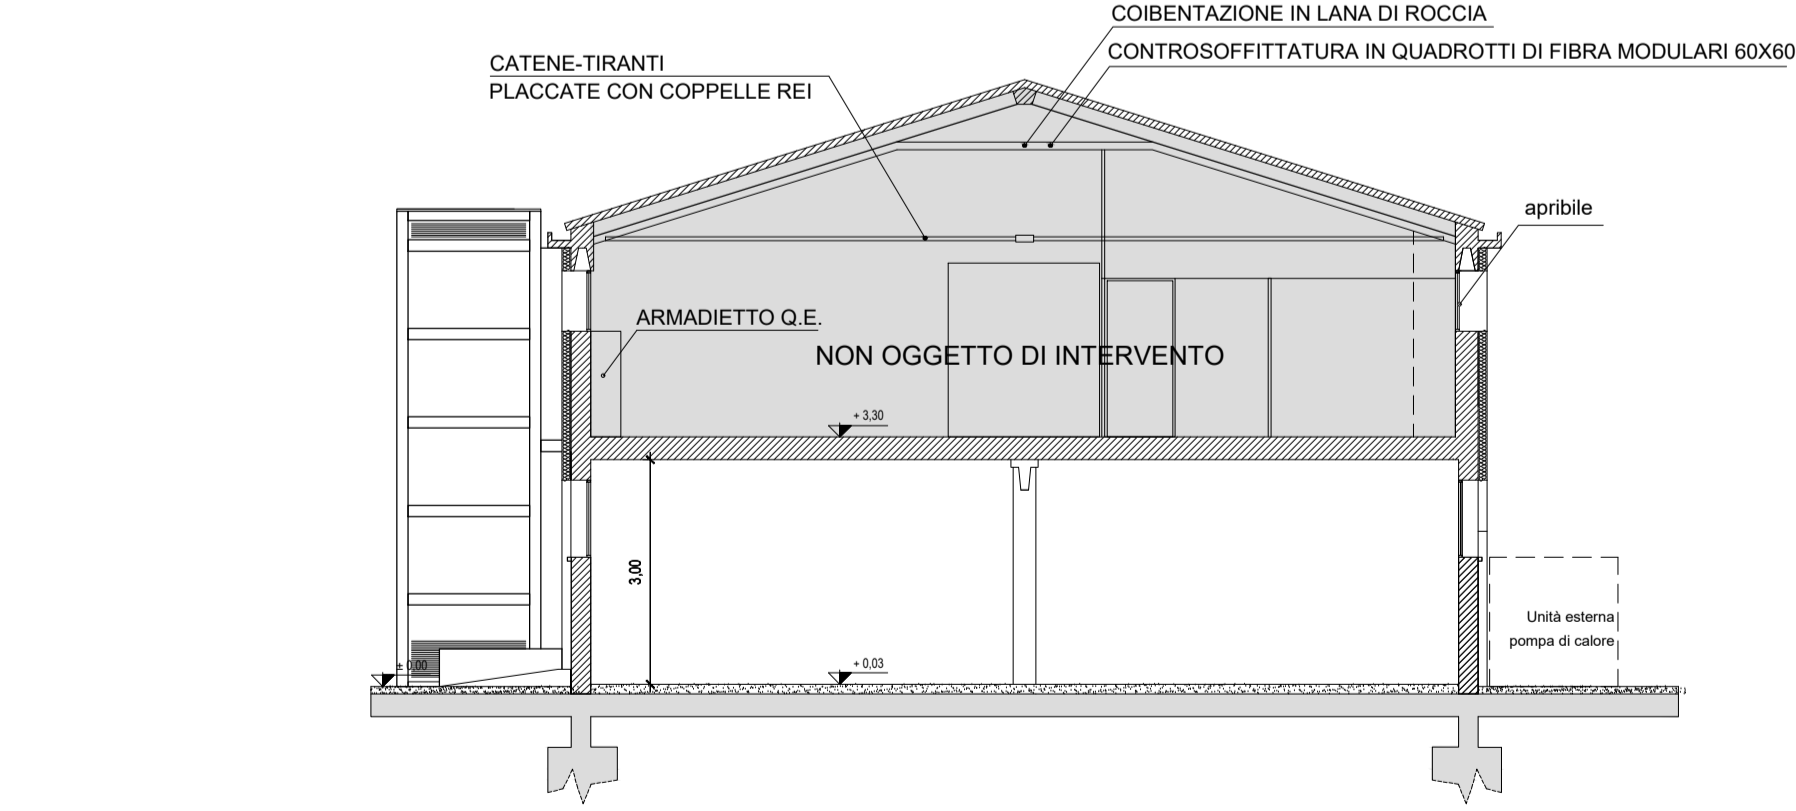 COIBENTAZIONE IN LANA DI ROCCIA
CONTROSOFFITTATURA IN QUADROTTI DI FIBRA MODULARI 60X60
CATENE-TIRANTI
PLACCATE CON COPPELLE REI
apribile
ARMADIETTO Q.E.
NON OGGETTO DI INTERVENTO
+ 3,30
3,00
Unità esterna
pompa di calore
± 0,00
+ 0,03